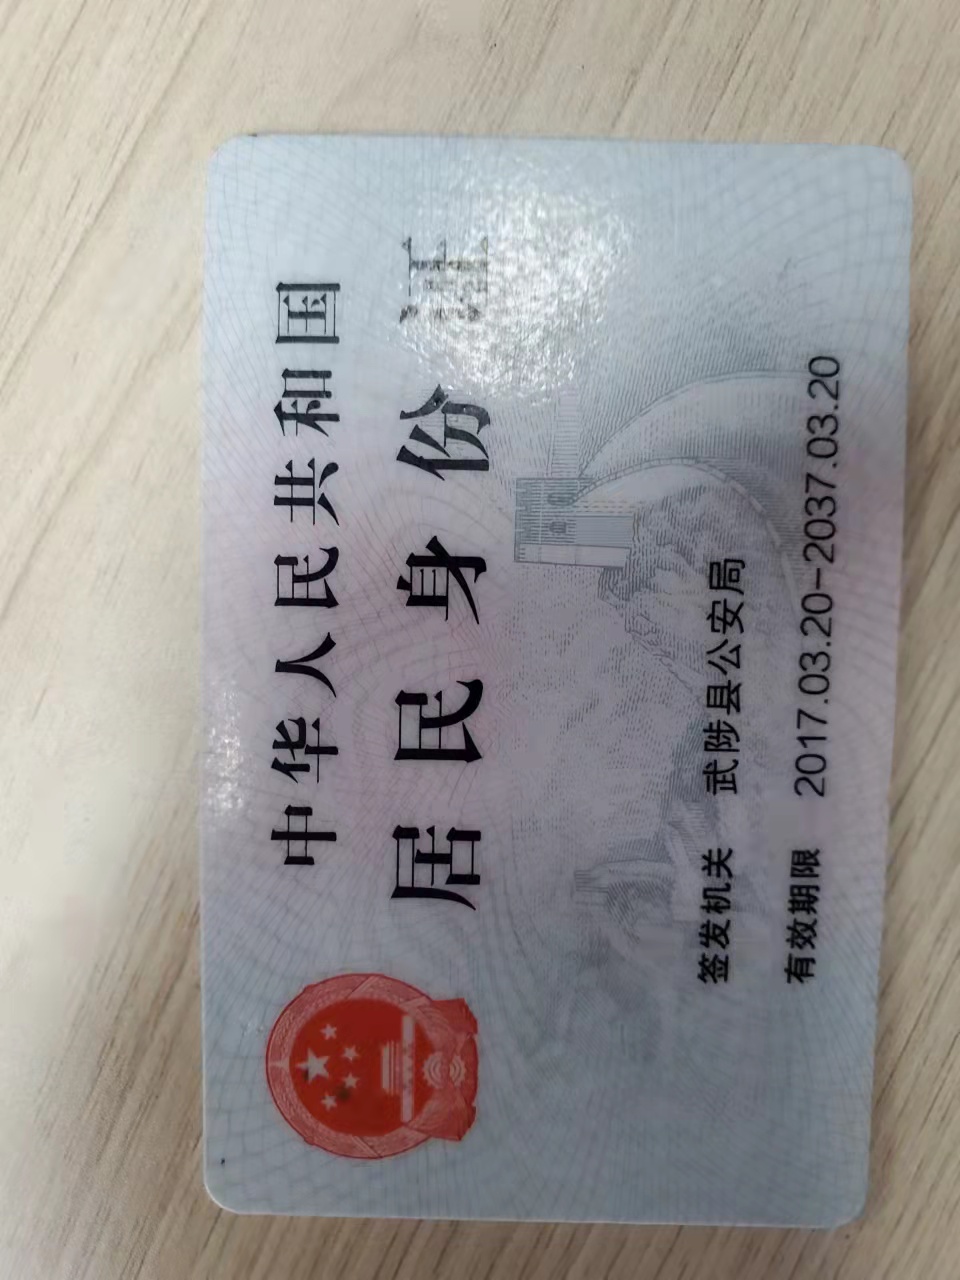 中华人民共和国
居民身份证
签发机关 武陟县公安局
有效期限 2017.03.20-2037.03.20